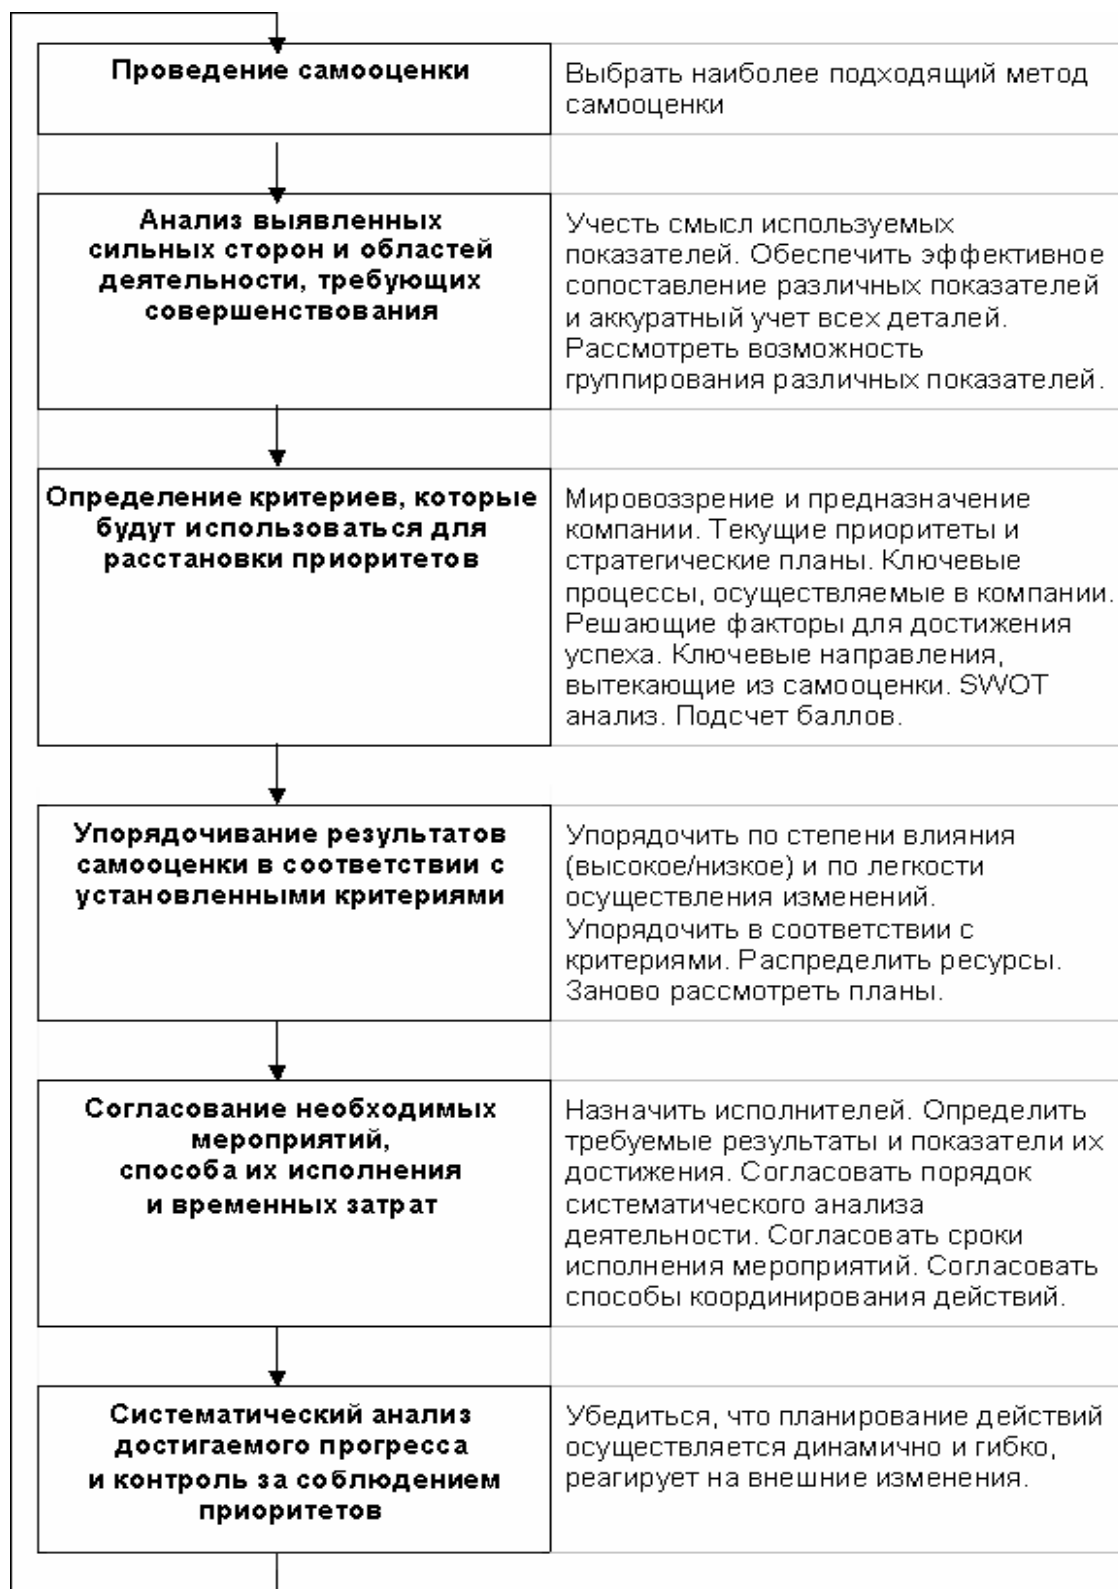 Проведение самооценки
Выбрать наиболее подходящий метод
самооценки
Анализ выявленных
сильных сторон и областей
деятельности, требующих
совершенствования
Учесть смысл используемых
показателей. Обеспечить эффективное
сопоставление различных показателей
и аккуратный учет всех деталей.
Рассмотреть возможность
группирования различных показателей.
Определение критериев, которые
будут использоваться для
расстановки приоритетов
Мировоззрение и предназначение
компании. Текущие приоритеты и
стратегические планы. Ключевые
процессы, осуществляемые в компании.
Решающие факторы для достижения
успеха. Ключевые направления,
вытекающие из самооценки. SWOT
анализ. Подсчет баллов.
Упорядочивание результатов
самооценки в соответствии с
установленными критериями
Упорядочить по степени влияния
(высокое/низкое) и по легкости
осуществления изменений.
Упорядочить в соответствии с
критериями. Распределить ресурсы.
Заново рассмотреть планы.
Согласование необходимых
мероприятий,
способа их исполнения
и временных затрат
Назначить исполнителей. Определить
требуемые результаты и показатели их
достижения. Согласовать порядок
систематического анализа
деятельности. Согласовать сроки
исполнения мероприятий. Согласовать
способы координирования действий.
Систематический анализ
достигаемого прогресса
и контроль за соблюдением
приоритетов
Убедиться, что планирование действий
осуществляется динамично и гибко,
реагирует на внешние изменения.